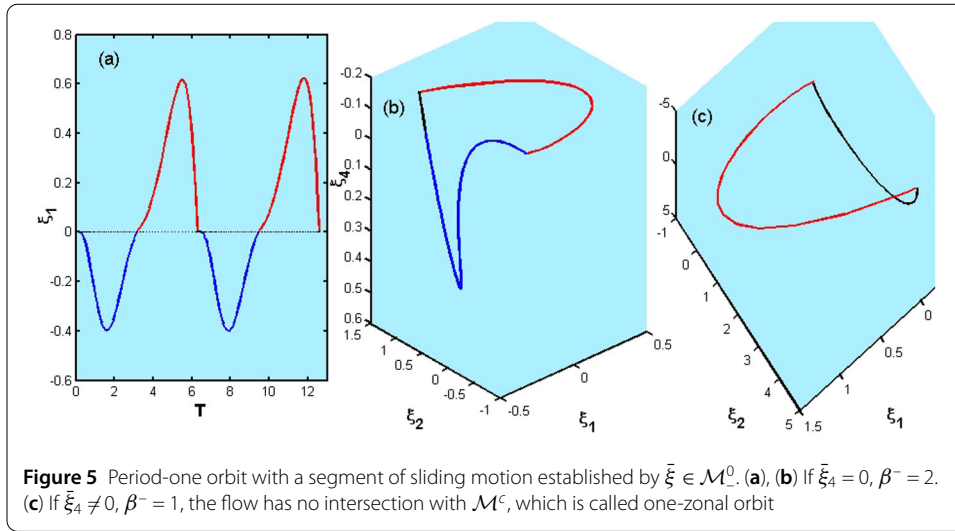 (a)
0.8
0.6
0.4
0.2
0
-0.2
-0.4
-0.6
ξ1
0 2 4 6 8 10 12
T
(b)
-0.2
-0.1
0
0.1
0.2
0.3
0.4
0.5
0.6
ξ4
1.5 1 0.5 0 -0.5 -1
ξ2
-0.5 0 0.5
ξ1
(c)
-5
0
5
-1 0 1 2 3 4 5
ξ2
1.5 1 0.5 0
ξ1
Figure 5 Period-one orbit with a segment of sliding motion established by ξ̄ ∈ ℳ₋⁰. (a), (b) If ξ̄₄ = 0, β⁻ = 2.
(c) If ξ̄₄ ≠ 0, β⁻ = 1, the flow has no intersection with ℳᶜ, which is called one-zonal orbit